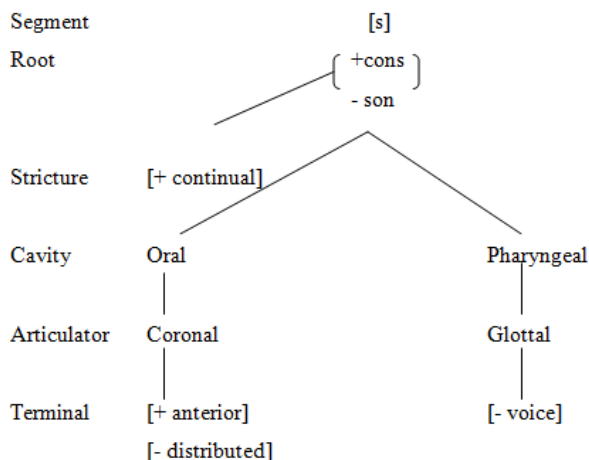 Segment [s]
Root +cons
- son
Stricture [+ continual]
Cavity Oral Pharyngeal
Articulator Coronal Glottal
Terminal [+ anterior] [- voice]
[- distributed]